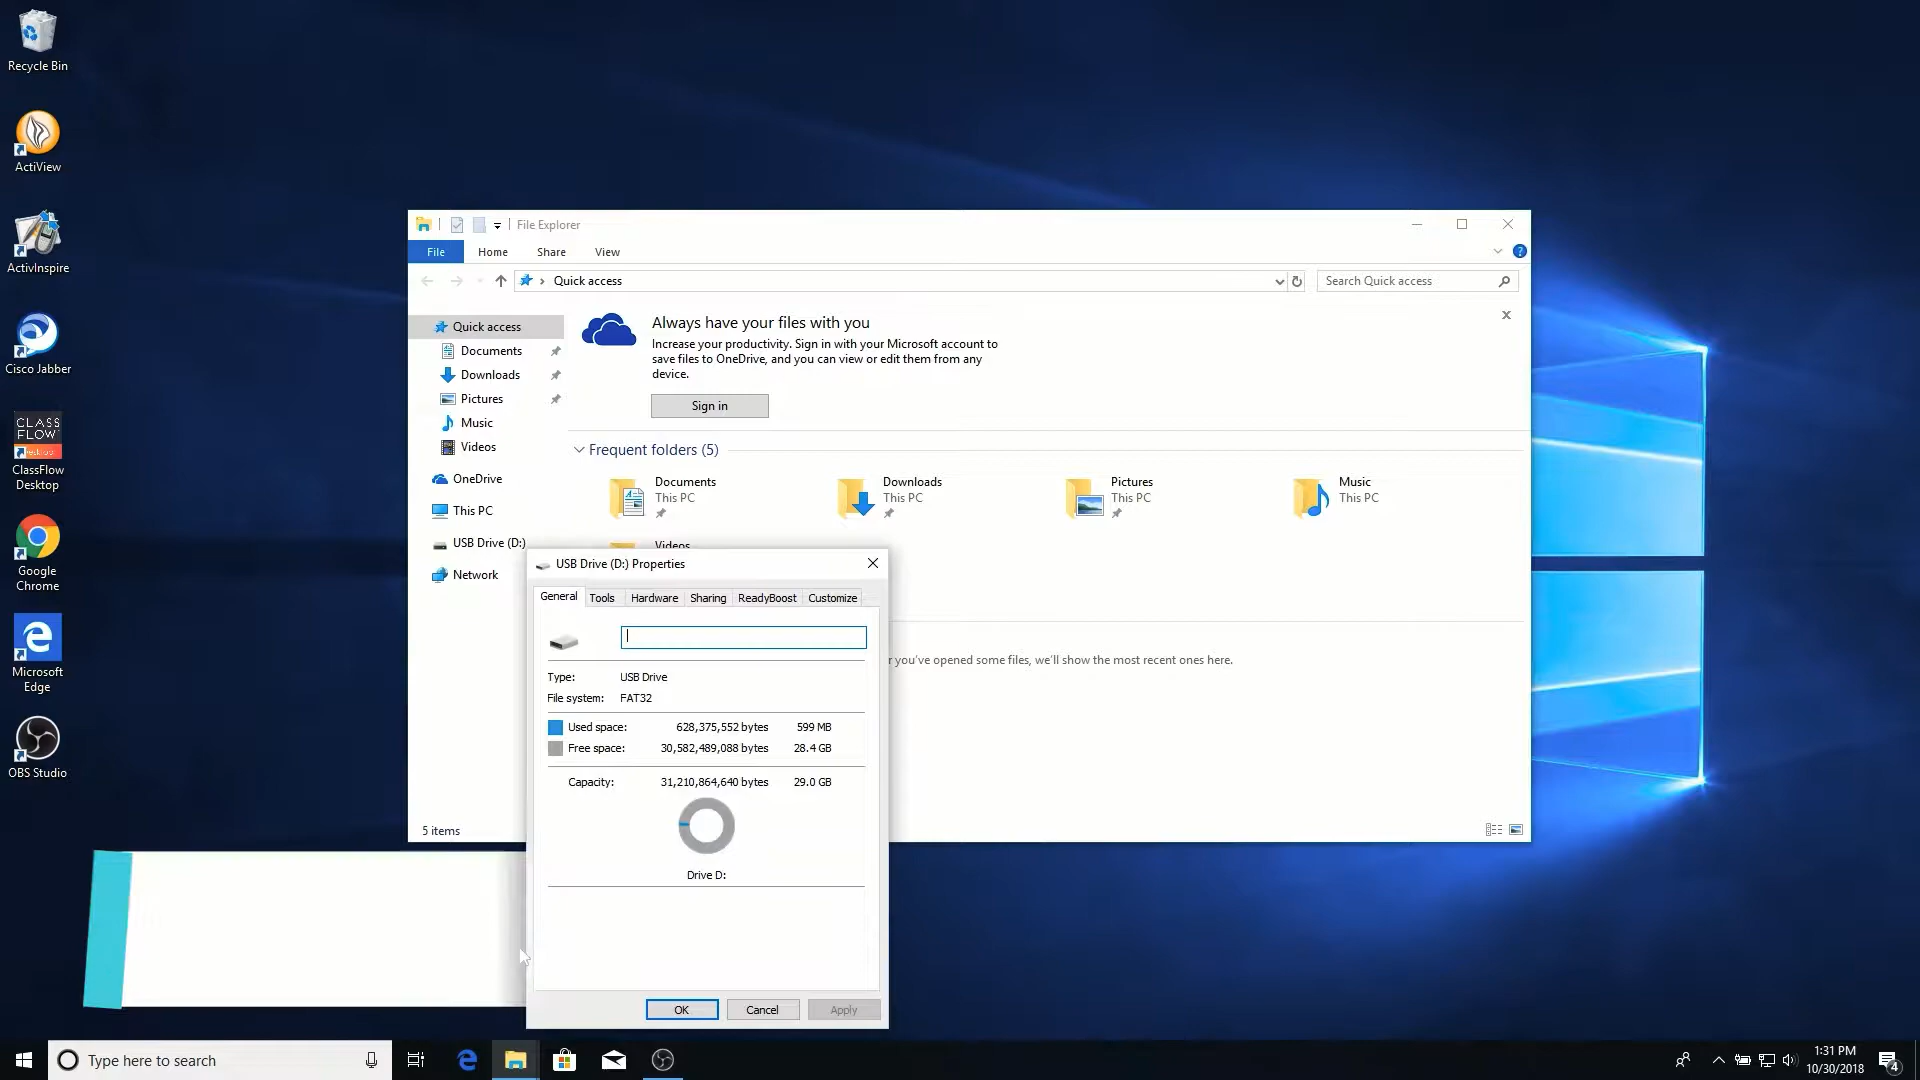 Recycle Bin
ActiView
ActivInspire
Cisco Jabber
CLASS
FLOW
Desktop
ClassFlow
Desktop
Google
Chrome
Microsoft
Edge
OBS Studio
File Explorer
File Home Share View
Quick access
Search Quick access
Quick access
Documents
Downloads
Pictures
Music
Videos
OneDrive
This PC
USB Drive (D:)
Network
Always have your files with you
Increase your productivity. Sign in with your Microsoft account to
save files to OneDrive, and you can view or edit them from any
device.
Sign in
Frequent folders (5)
Documents
This PC
Downloads
This PC
Pictures
This PC
Music
This PC
Videos
r you've opened some files, we'll show the most recent ones here.
5 items
USB Drive (D:) Properties
General Tools Hardware Sharing ReadyBoost Customize
Type: USB Drive
File system: FAT32
Used space: 628,375,552 bytes 599 MB
Free space: 30,582,489,088 bytes 28.4 GB
Capacity: 31,210,864,640 bytes 29.0 GB
Drive D:
OK Cancel Apply
Type here to search
1:31 PM
10/30/2018
4